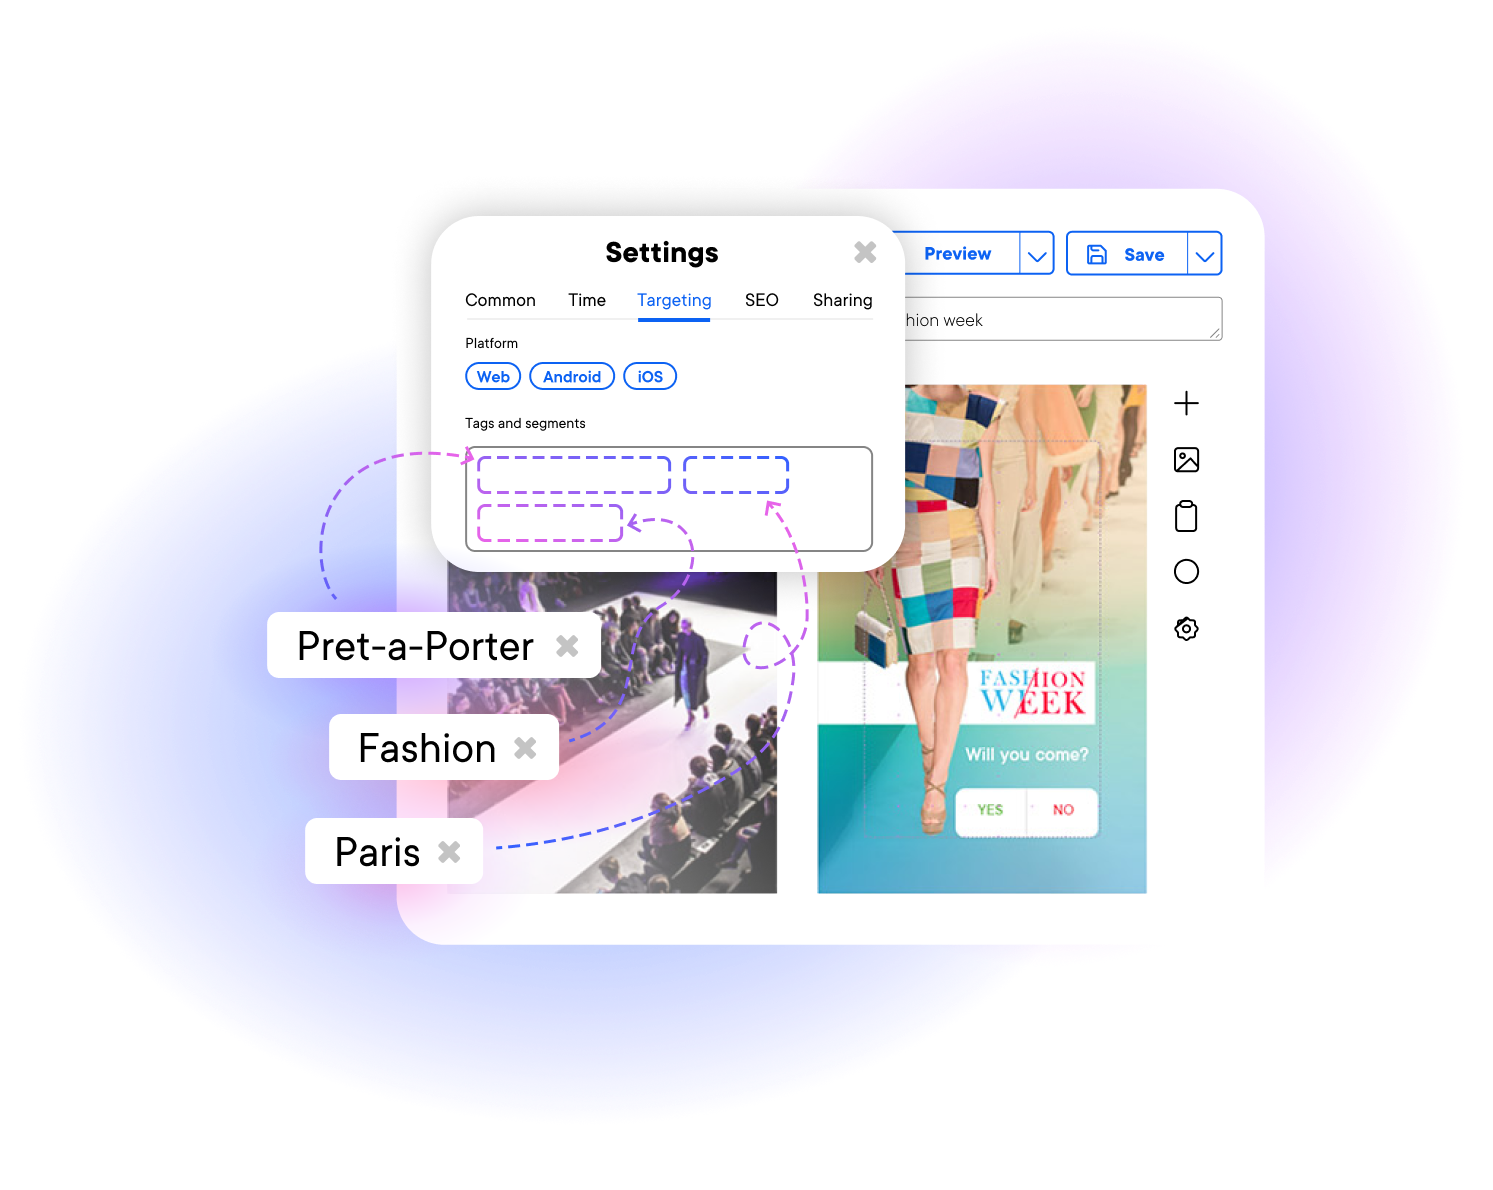 Settings
Preview
Save
Common Time Targeting SEO Sharing
hion week
Platform
Web Android iOS
Tags and segments
Pret-a-Porter
FASHION
WEEK
Fashion
Will you come?
YES NO
Paris